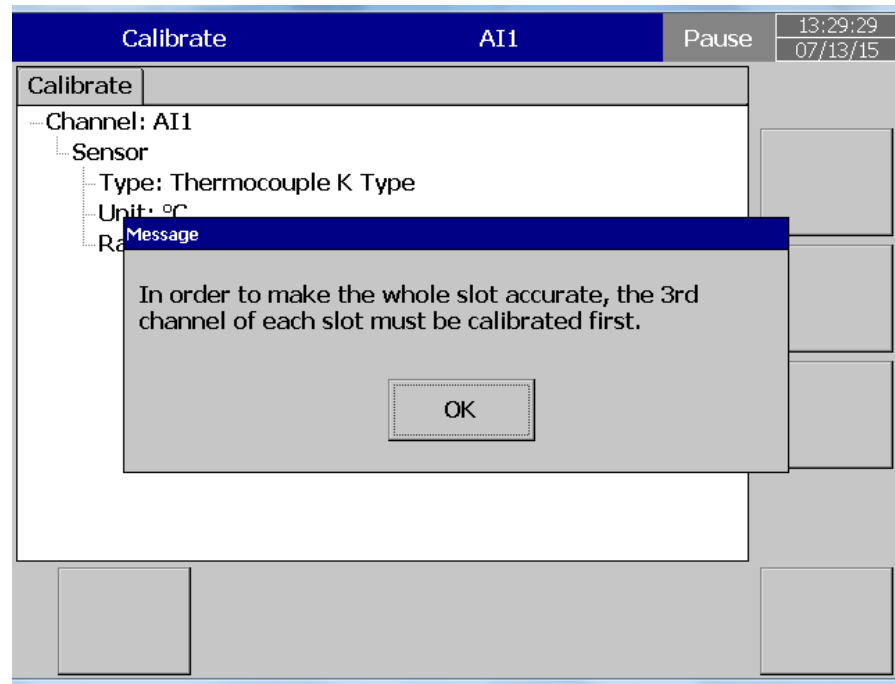 Calibrate AI1 Pause 13:29:29
07/13/15
Calibrate
Channel: AI1
Sensor
Type: Thermocouple K Type
Unit: °C
Ra
Message
In order to make the whole slot accurate, the 3rd
channel of each slot must be calibrated first.
OK